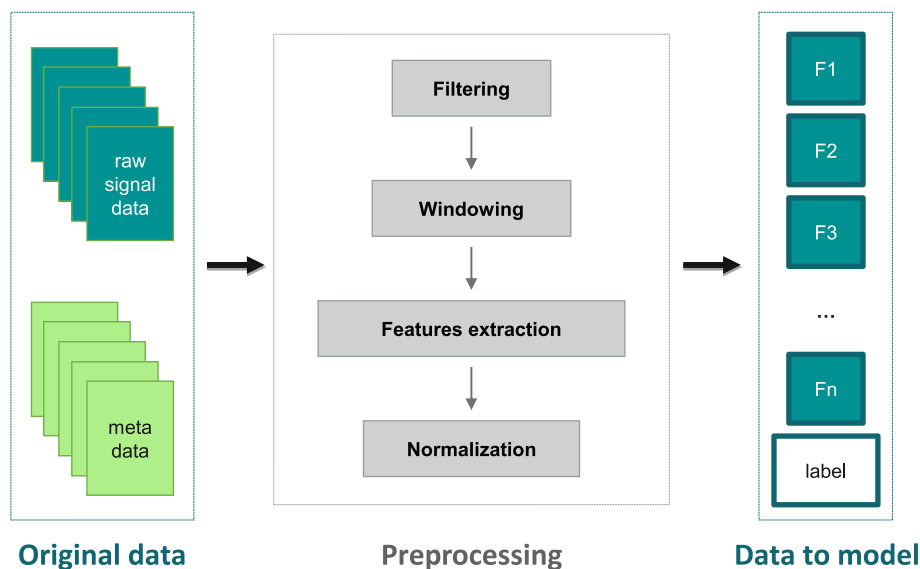 raw
signal
data
meta
data
Original data
Filtering
Windowing
Features extraction
Normalization
Preprocessing
F1
F2
F3
...
Fn
label
Data to model